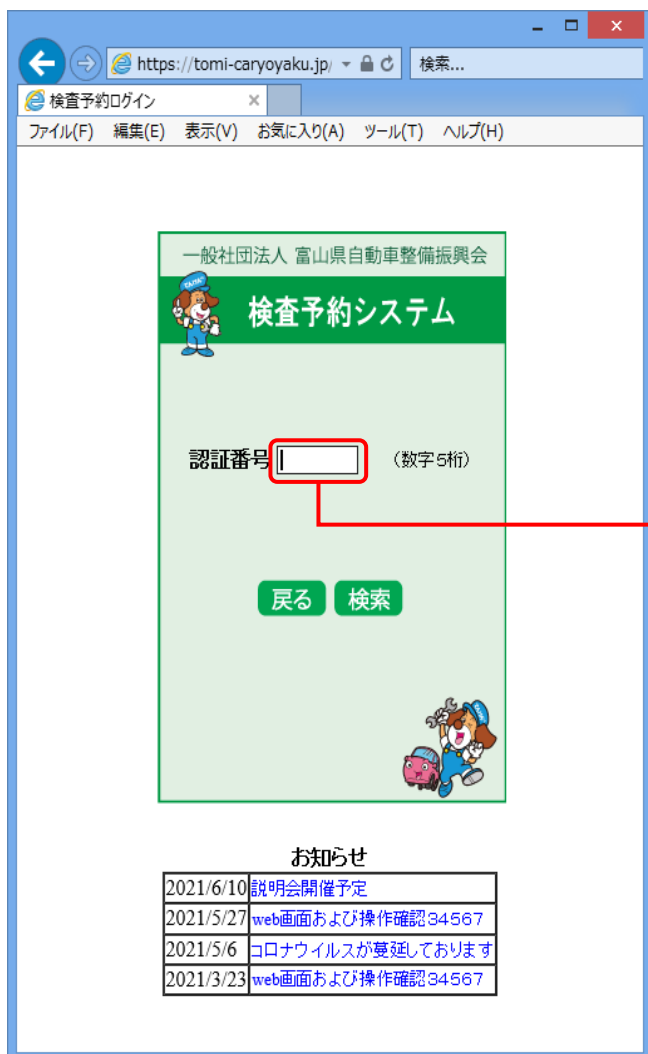 https://tomi-caryoyaku.jp/
検索...
検査予約ログイン
ファイル(F) 編集(E) 表示(V) お気に入り(A) ツール(T) ヘルプ(H)
一般社団法人 富山県自動車整備振興会
検査予約システム
認証番号 (数字5桁)
戻る 検索
お知らせ
2021/6/10 説明会開催予定
2021/5/27 web画面および操作確認34567
2021/5/6 コロナウイルスが蔓延しております
2021/3/23 web画面および操作確認34567